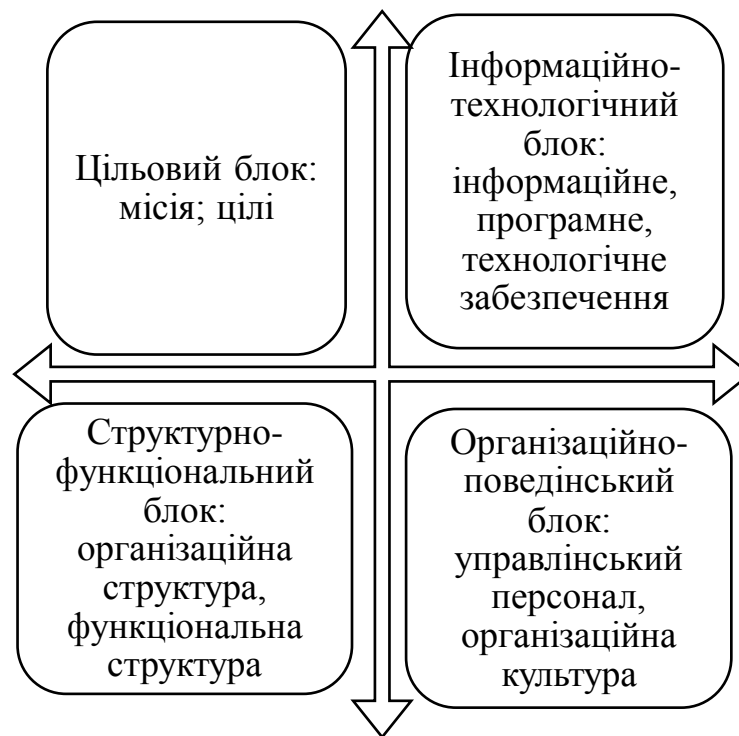 Цільовий блок:
місія; цілі
Інформаційно-
технологічний
блок:
інформаційне,
програмне,
технологічне
забезпечення
Структурно-
функціональний
блок:
організаційна
структура,
функціональна
структура
Організаційно-
поведінський
блок:
управлінський
персонал,
організаційна
культура